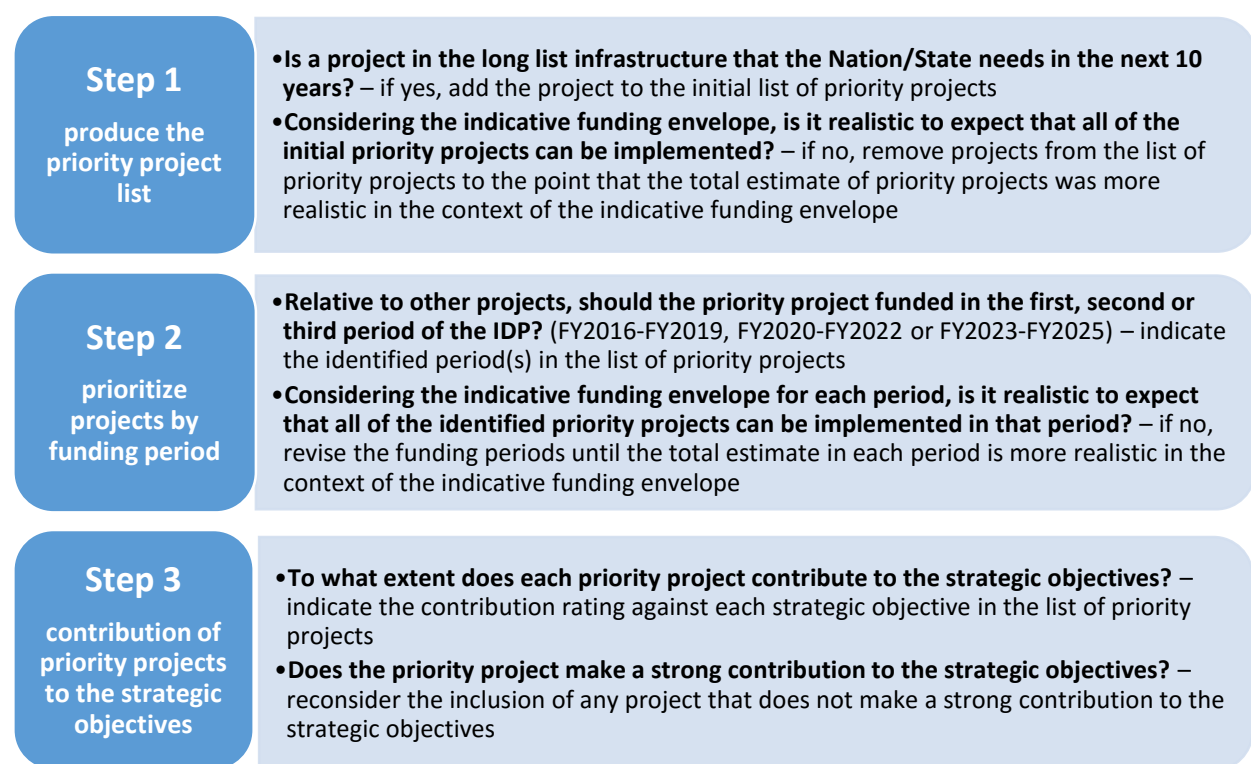 Step 1
produce the
priority project
list
•Is a project in the long list infrastructure that the Nation/State needs in the next 10
years? – if yes, add the project to the initial list of priority projects
•Considering the indicative funding envelope, is it realistic to expect that all of the
initial priority projects can be implemented? – if no, remove projects from the list of
priority projects to the point that the total estimate of priority projects was more
realistic in the context of the indicative funding envelope
Step 2
prioritize
projects by
funding period
•Relative to other projects, should the priority project funded in the first, second or
third period of the IDP? (FY2016-FY2019, FY2020-FY2022 or FY2023-FY2025) – indicate
the identified period(s) in the list of priority projects
•Considering the indicative funding envelope for each period, is it realistic to expect
that all of the identified priority projects can be implemented in that period? – if no,
revise the funding periods until the total estimate in each period is more realistic in the
context of the indicative funding envelope
Step 3
contribution of
priority projects
to the strategic
objectives
•To what extent does each priority project contribute to the strategic objectives? –
indicate the contribution rating against each strategic objective in the list of priority
projects
•Does the priority project make a strong contribution to the strategic objectives? –
reconsider the inclusion of any project that does not make a strong contribution to the
strategic objectives